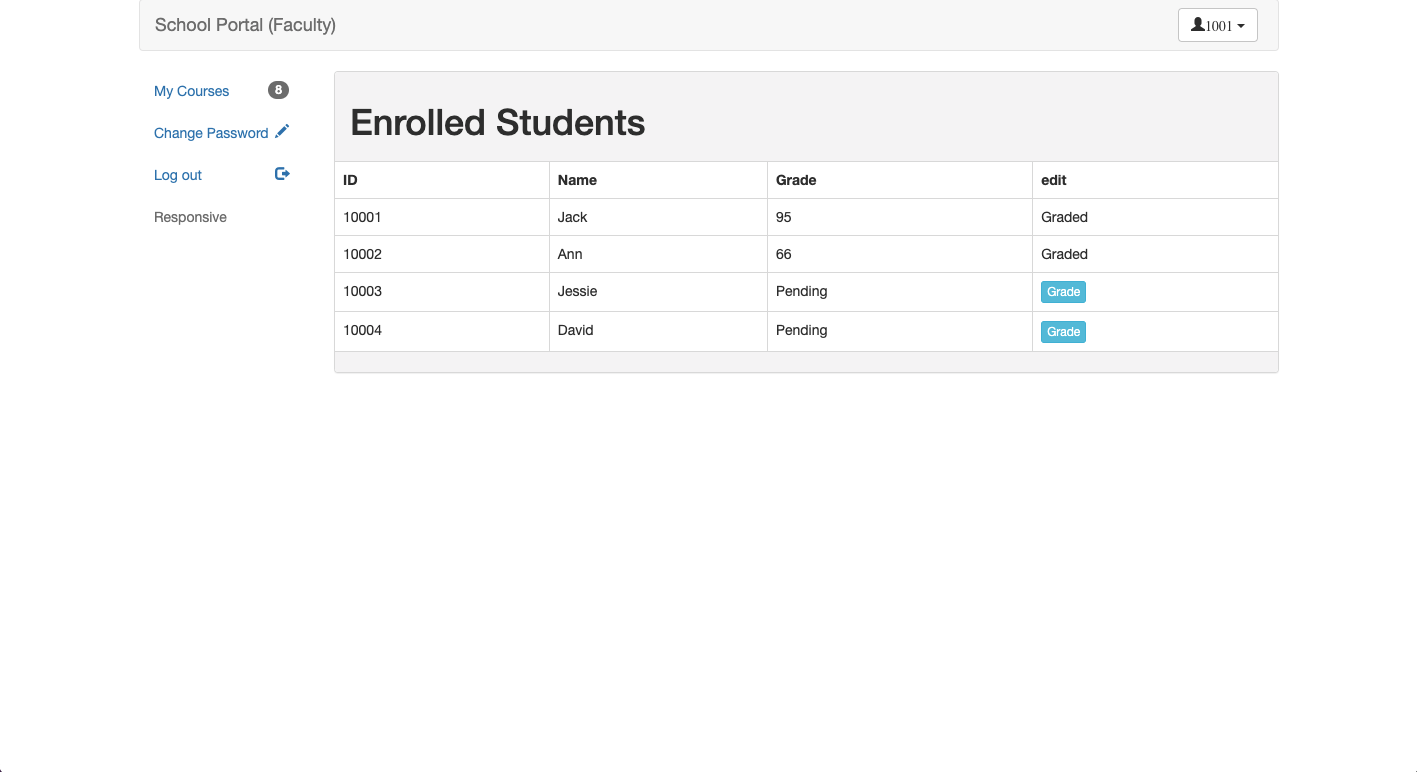 School Portal (Faculty)
1001
My Courses 8
Change Password
Log out
Responsive
Enrolled Students
ID Name Grade edit
10001 Jack 95 Graded
10002 Ann 66 Graded
10003 Jessie Pending Grade
10004 David Pending Grade